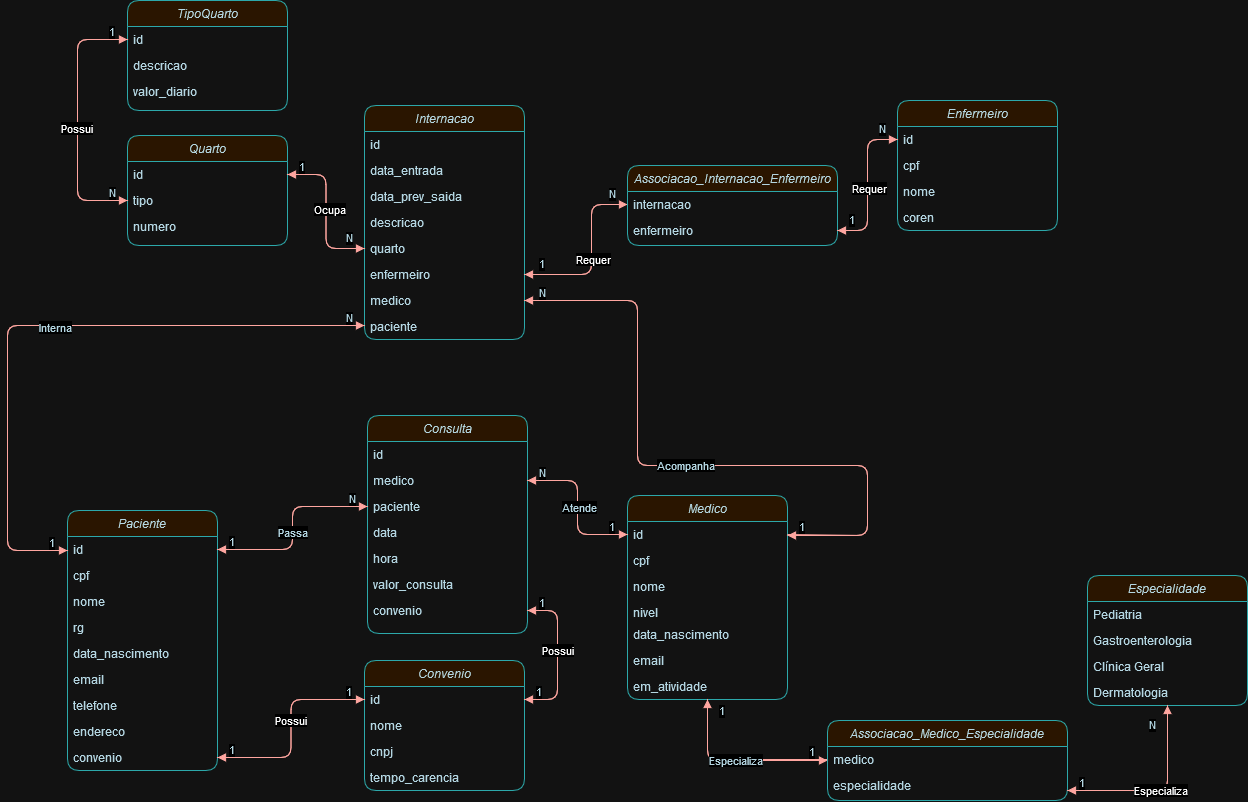 TipoQuarto
id
descricao
valor_diario
1
Possui
N
Quarto
id
tipo
numero
1
Ocupa
N
Internacao
id
data_entrada
data_prev_saida
descricao
quarto
enfermeiro
medico
paciente
1
Requer
N
Associacao_Internacao_Enfermeiro
internacao
enfermeiro
1
Requer
N
Enfermeiro
id
cpf
nome
coren
N
Acompanha
1
N
Interna
1
Consulta
id
medico
paciente
data
hora
valor_consulta
convenio
N
Atende
1
N
Passa
1
Paciente
id
cpf
nome
rg
data_nascimento
email
telefone
endereco
convenio
1
Possui
1
Convenio
id
nome
cnpj
tempo_carencia
1
Possui
1
Medico
id
cpf
nome
nivel
data_nascimento
email
em_atividade
1
Especializa
1
Associacao_Medico_Especialidade
medico
especialidade
1
Especializa
N
Especialidade
Pediatria
Gastroenterologia
Clínica Geral
Dermatologia